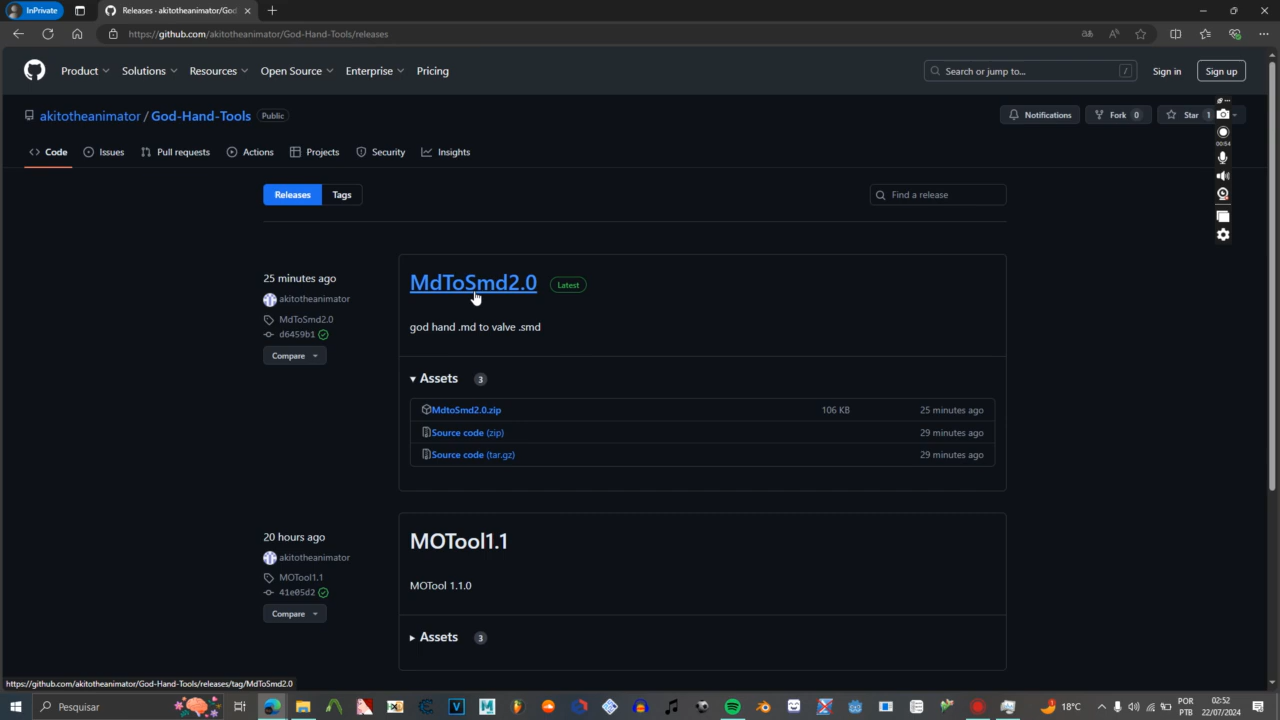 InPrivate
Releases · akitotheanimator/God
https://github.com/akitotheanimator/God-Hand-Tools/releases
Product Solutions Resources Open Source Enterprise Pricing
Search or jump to... /
Sign in
Sign up
akitotheanimator / God-Hand-Tools Public
Notifications
Fork 0
Star 1
Code Issues Pull requests Actions Projects Security Insights
00:54
Releases Tags
Find a release
25 minutes ago
akitotheanimator
MdToSmd2.0
d6459b1
Compare
MdToSmd2.0 Latest
god hand .md to valve .smd
Assets 3
MdtoSmd2.0.zip 106 KB 25 minutes ago
Source code (zip) 29 minutes ago
Source code (tar.gz) 29 minutes ago
20 hours ago
akitotheanimator
MOTool1.1
41e05d2
Compare
MOTool1.1
MOTool 1.1.0
Assets 3
https://github.com/akitotheanimator/God-Hand-Tools/releases/tag/MdToSmd2.0
Pesquisar
18°C
POR
PTB
02:52
22/07/2024